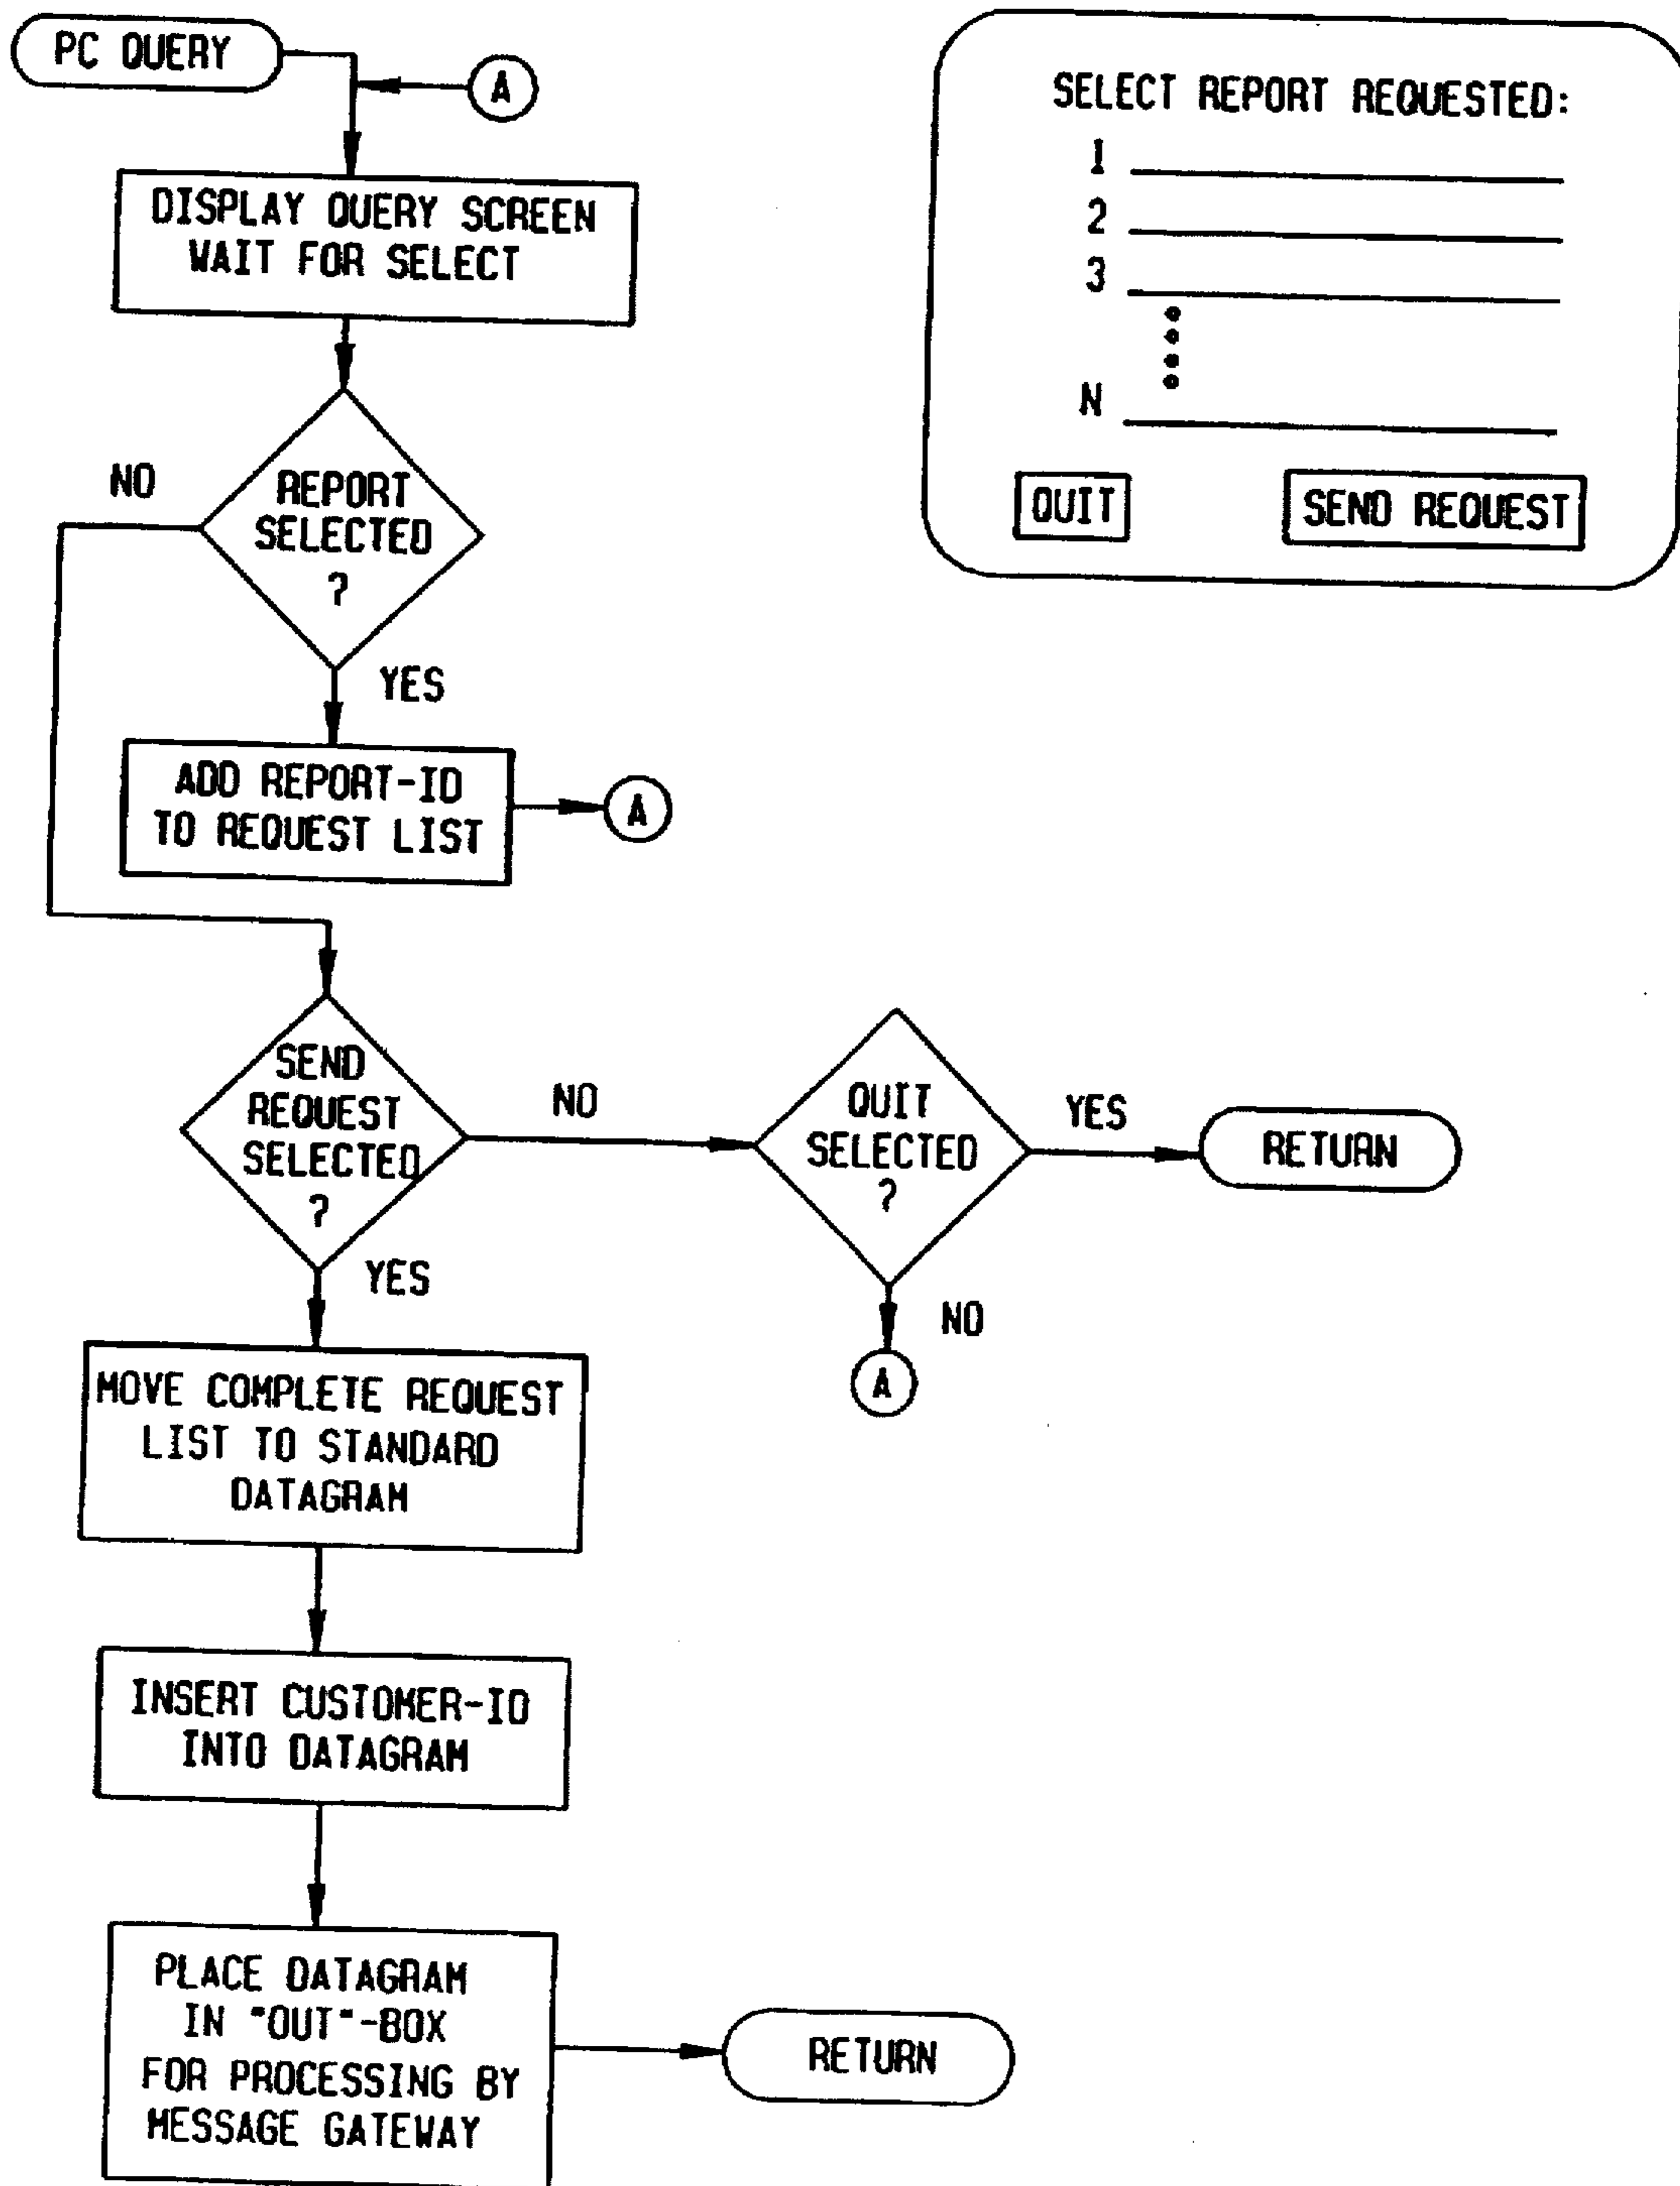 PC QUERY
A
DISPLAY QUERY SCREEN
WAIT FOR SELECT
REPORT
SELECTED
?
NO
YES
ADD REPORT-ID
TO REQUEST LIST
A
SEND
REQUEST
SELECTED
?
NO
QUIT
SELECTED
?
YES
RETURN
NO
A
YES
MOVE COMPLETE REQUEST
LIST TO STANDARD
DATAGRAM
INSERT CUSTOMER-ID
INTO DATAGRAM
PLACE DATAGRAM
IN "OUT"-BOX
FOR PROCESSING BY
MESSAGE GATEWAY
RETURN
SELECT REPORT REQUESTED:
1
2
3
N
QUIT
SEND REQUEST